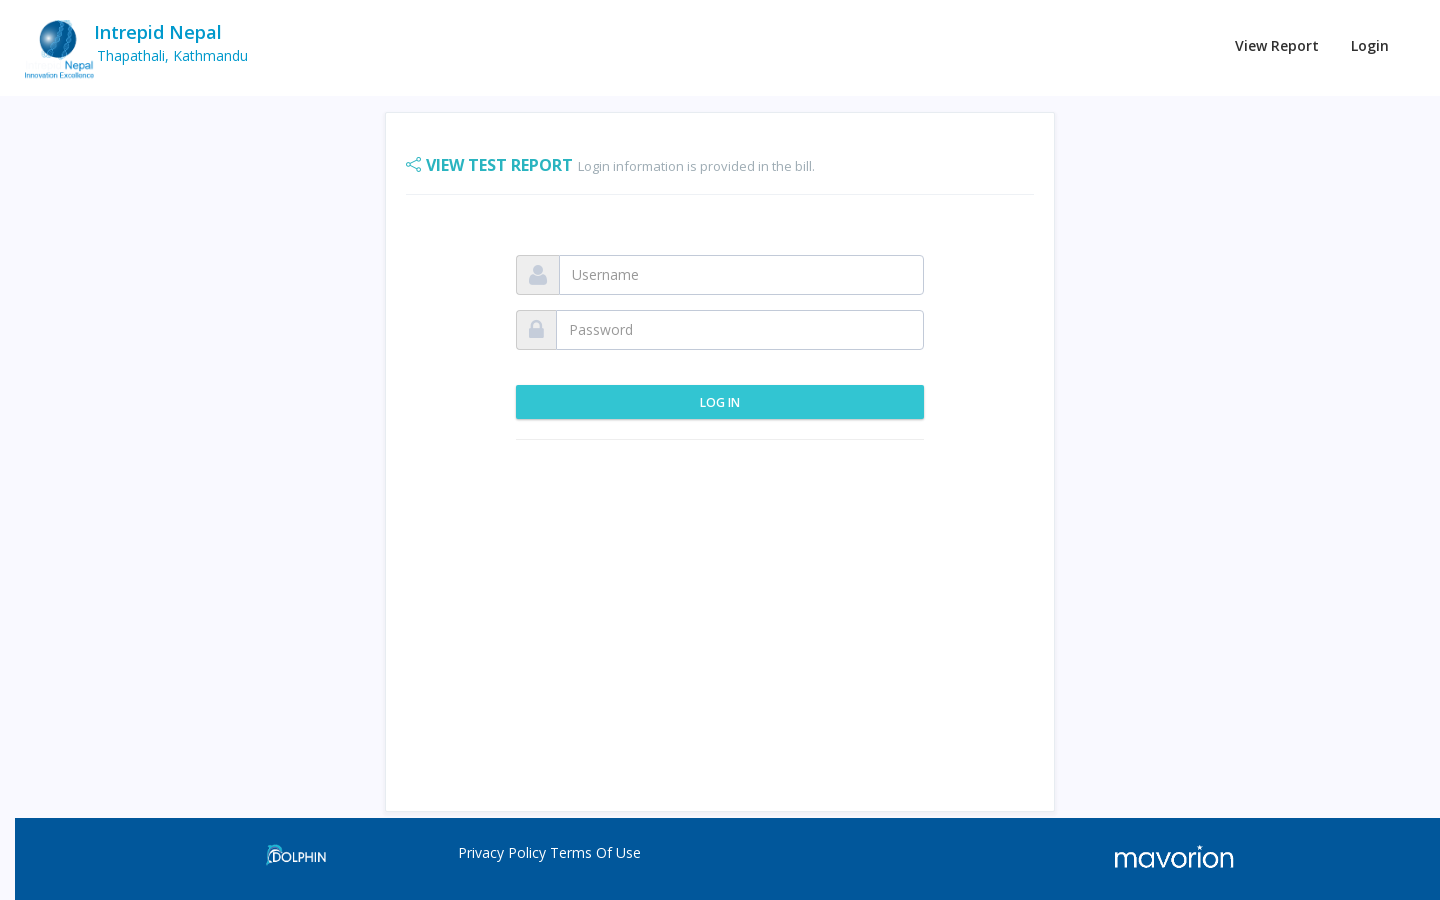 Intrepid Nepal
Thapathali, Kathmandu
Nepal
Innovation Excellence
View Report
Login
VIEW TEST REPORT Login information is provided in the bill.
Username
Password
LOG IN
DOLPHIN
Privacy Policy Terms Of Use
mavorion